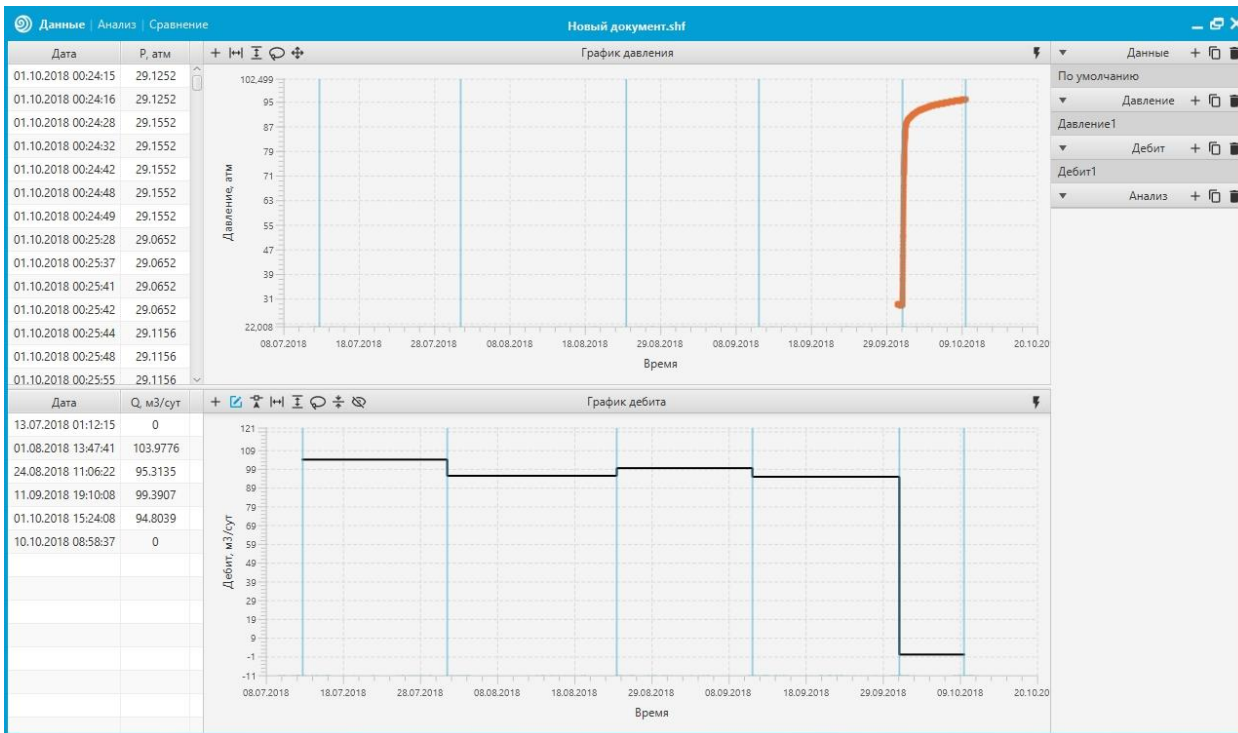 Данные | Анализ | Сравнение
Новый документ.shf
Дата Р, атм
01.10.2018 00:24:15 29.1252
01.10.2018 00:24:16 29.1252
01.10.2018 00:24:28 29.1552
01.10.2018 00:24:32 29.1552
01.10.2018 00:24:42 29.1552
01.10.2018 00:24:48 29.1552
01.10.2018 00:24:49 29.1552
01.10.2018 00:25:28 29.0652
01.10.2018 00:25:37 29.0652
01.10.2018 00:25:41 29.0652
01.10.2018 00:25:42 29.0652
01.10.2018 00:25:44 29.1156
01.10.2018 00:25:48 29.1156
01.10.2018 00:25:55 29.1156
График давления
Давление, атм
102,499
95
87
79
71
63
55
47
39
31
22,008
08.07.2018 18.07.2018 28.07.2018 08.08.2018 18.08.2018 29.08.2018 08.09.2018 18.09.2018 29.09.2018 09.10.2018 20.10.20
Время
Данные
По умолчанию
Давление
Давление1
Дебит
Дебит1
Анализ
Дата Q, м3/сут
13.07.2018 01:12:15 0
01.08.2018 13:47:41 103.9776
24.08.2018 11:06:22 95.3135
11.09.2018 19:10:08 99.3907
01.10.2018 15:24:08 94.8039
10.10.2018 08:58:37 0
График дебита
Дебит, м3/сут
121
109
99
89
79
69
59
49
39
29
19
9
-1
-11
08.07.2018 18.07.2018 28.07.2018 08.08.2018 18.08.2018 29.08.2018 08.09.2018 18.09.2018 29.09.2018 09.10.2018 20.10.20
Время